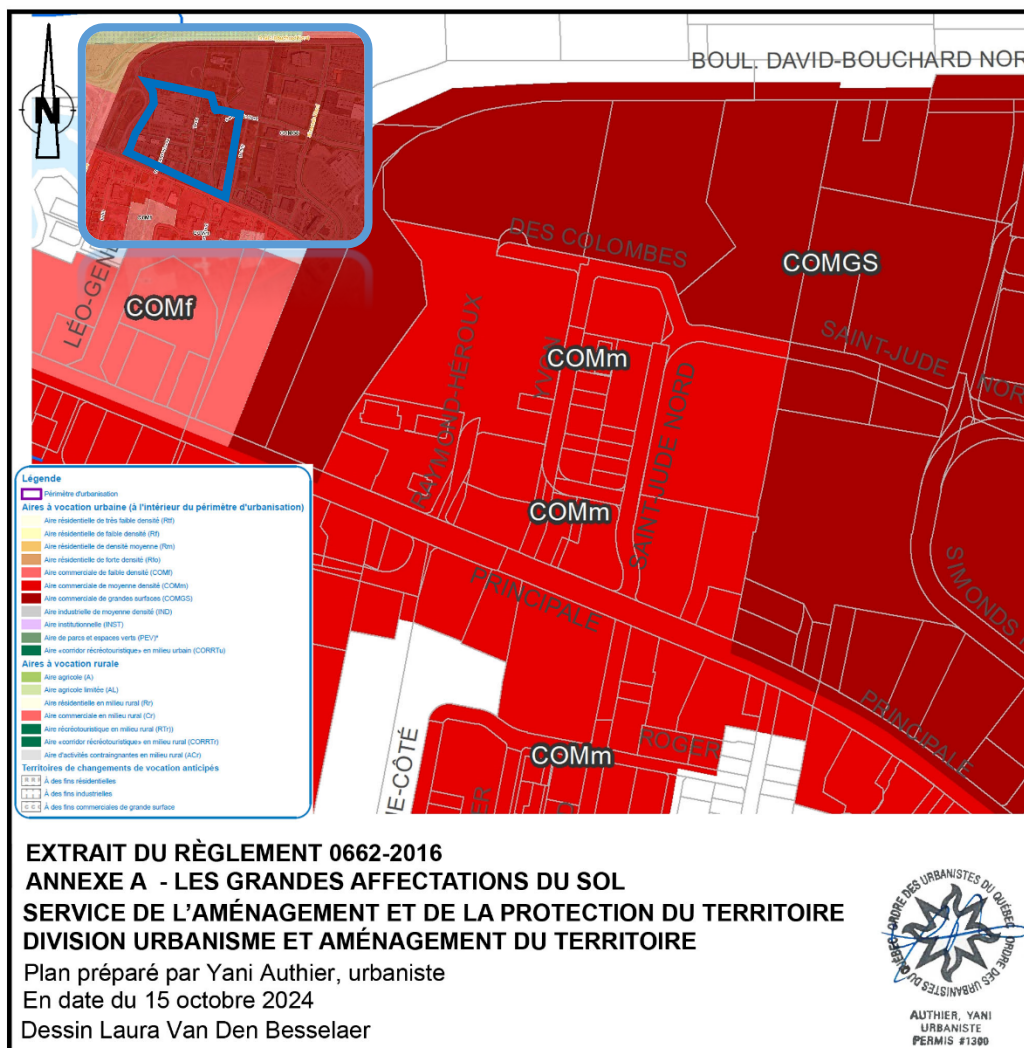 N
BOUL. DAVID-BOUCHARD NOR
DES COLOMBES
COMGS
LÉO-GENE
COMf
RAYMOND-HÉROUX
YVON
COMm
SAINT-JUDE NORD
SAINT-JUDE NORD
COMm
SIMONDS
PRINCIPALE
PRINCIPALE
ROGER
COMm
E-CÔTÉ
ER
Légende
Périmètre d'urbanisation
Aires à vocation urbaine (à l'intérieur du périmètre d'urbanisation)
Aire résidentielle de très faible densité (Rtf)
Aire résidentielle de faible densité (Rf)
Aire résidentielle de densité moyenne (Rm)
Aire résidentielle de forte densité (Rfo)
Aire commerciale de faible densité (COMf)
Aire commerciale de moyenne densité (COMm)
Aire commerciale de grandes surfaces (COMGS)
Aire industrielle de moyenne densité (IND)
Aire institutionnelle (INST)
Aire de parcs et espaces verts (PEV)*
Aire «corridor récréotouristique» en milieu urbain (CORRTu)
Aires à vocation rurale
Aire agricole (A)
Aire agricole limitée (AL)
Aire résidentielle en milieu rural (Rr)
Aire commerciale en milieu rural (Cr)
Aire récréotouristique en milieu rural (RTr))
Aire «corridor récréotouristique» en milieu rural (CORRTr)
Aire d'activités contraingnantes en milieu rural (ACr)
Territoires de changements de vocation anticipés
À des fins résidentielles
À des fins industrielles
À des fins commerciales de grande surface
EXTRAIT DU RÈGLEMENT 0662-2016
ANNEXE A - LES GRANDES AFFECTATIONS DU SOL
SERVICE DE L'AMÉNAGEMENT ET DE LA PROTECTION DU TERRITOIRE
DIVISION URBANISME ET AMÉNAGEMENT DU TERRITOIRE
Plan préparé par Yani Authier, urbaniste
En date du 15 octobre 2024
Dessin Laura Van Den Besselaer
ORDRE DES URBANISTES DU QUÉBEC
ORDRE DES URBANISTES DU QUÉBEC
AUTHIER, YANI
URBANISTE
PERMIS #1300